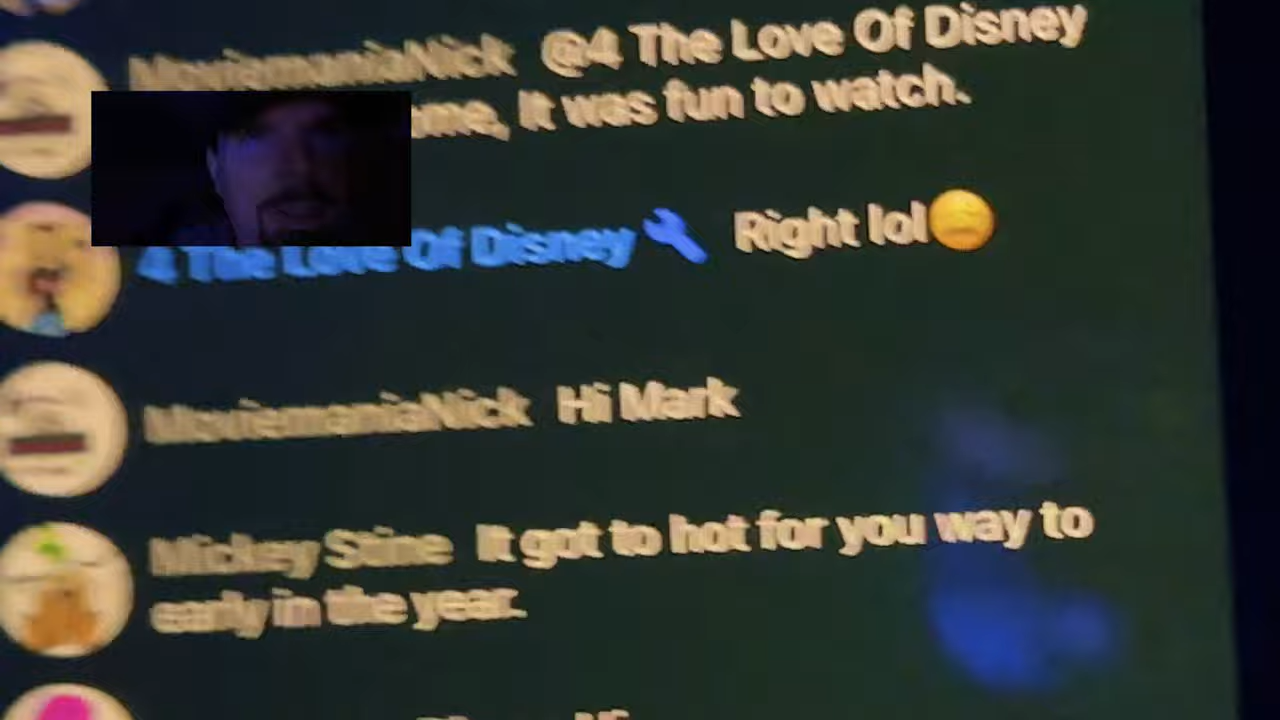 MoviemaniaNick @4 The Love Of Disney
ome, It was fun to watch.
4 The Love Of Disney Right lol
MoviemaniaNick Hi Mark
Mickey Stine It got to hot for you way to
early in the year.